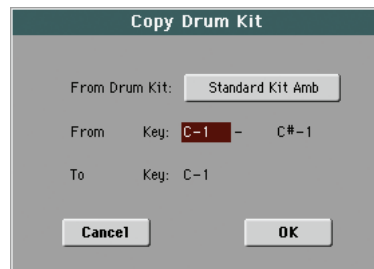 Copy Drum Kit
From Drum Kit: Standard Kit Amb
From Key: C-1 - C#-1
To Key: C-1
Cancel OK